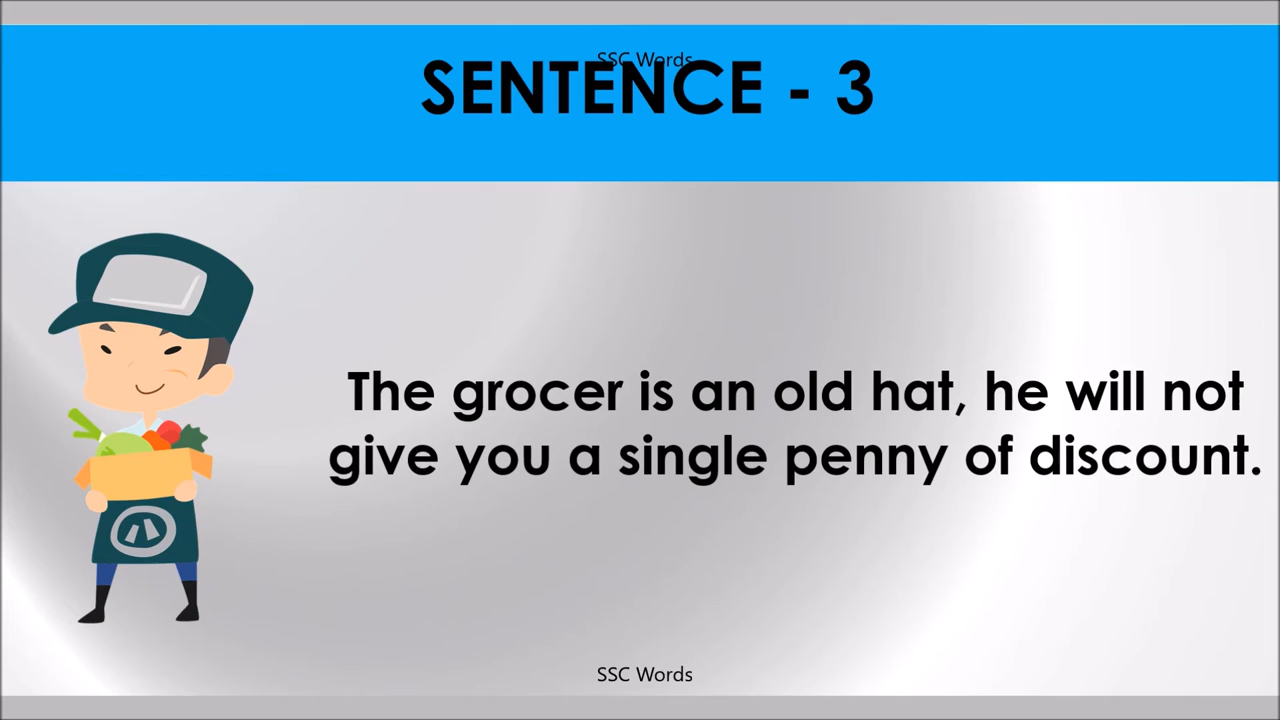 SSC Words
SENTENCE - 3
The grocer is an old hat, he will not
give you a single penny of discount.
SSC Words